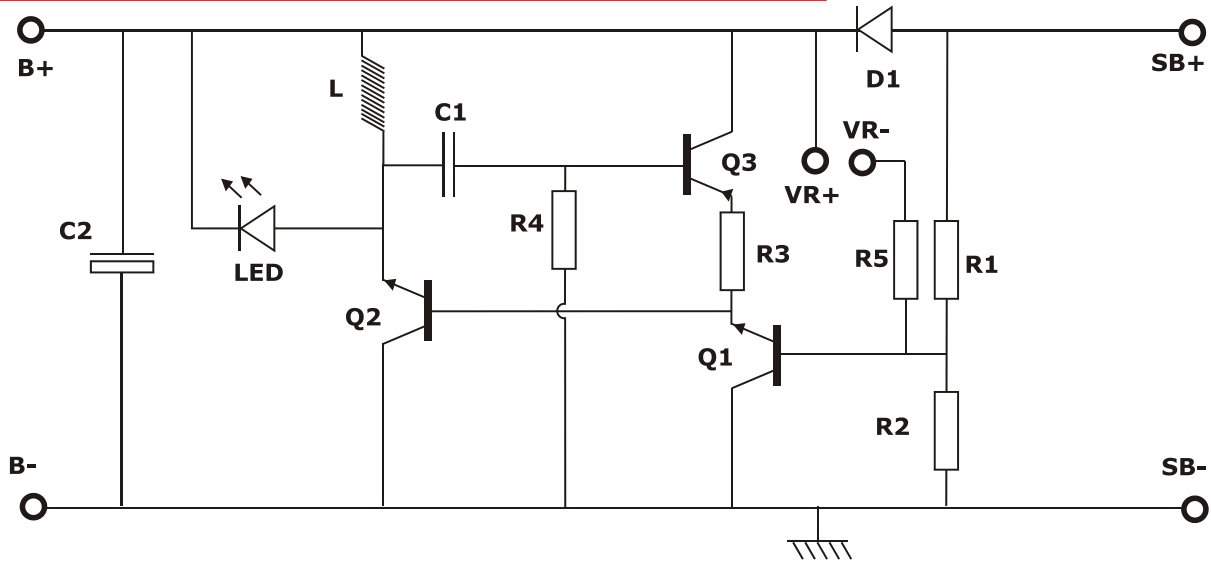 B+
SB+
D1
L
C1
VR-
Q3
VR+
C2
R4
R3
R5
R1
LED
Q2
Q1
R2
B-
SB-